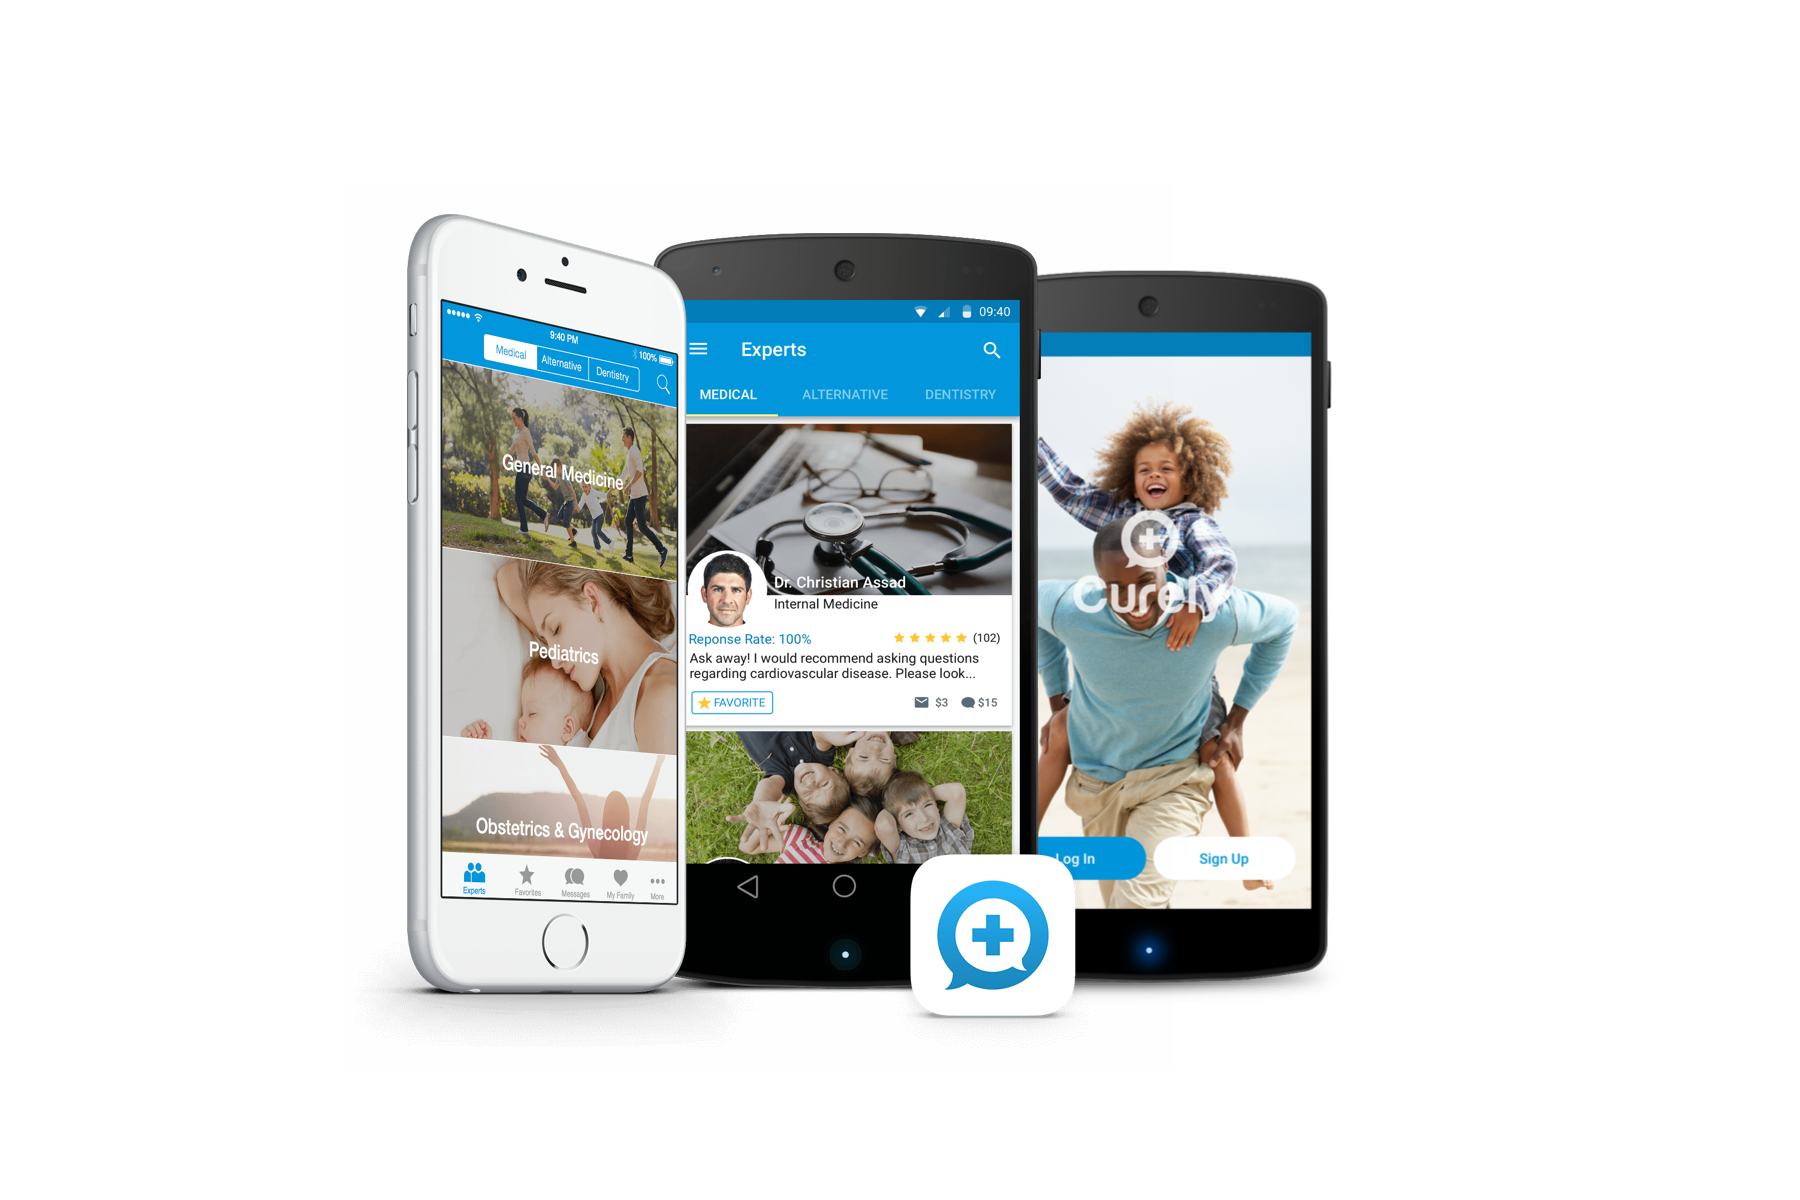 9:40 PM
100%
Medical
Alternative
Dentistry
General Medicine
Pediatrics
Obstetrics & Gynecology
Experts
Favorites
Messages
My Family
More
09:40
Experts
MEDICAL
ALTERNATIVE
DENTISTRY
Dr. Christian Assad
Internal Medicine
Reponse Rate: 100%
(102)
Ask away! I would recommend asking questions
regarding cardiovascular disease. Please look...
FAVORITE
$3
$15
Curely
Log In
Sign Up